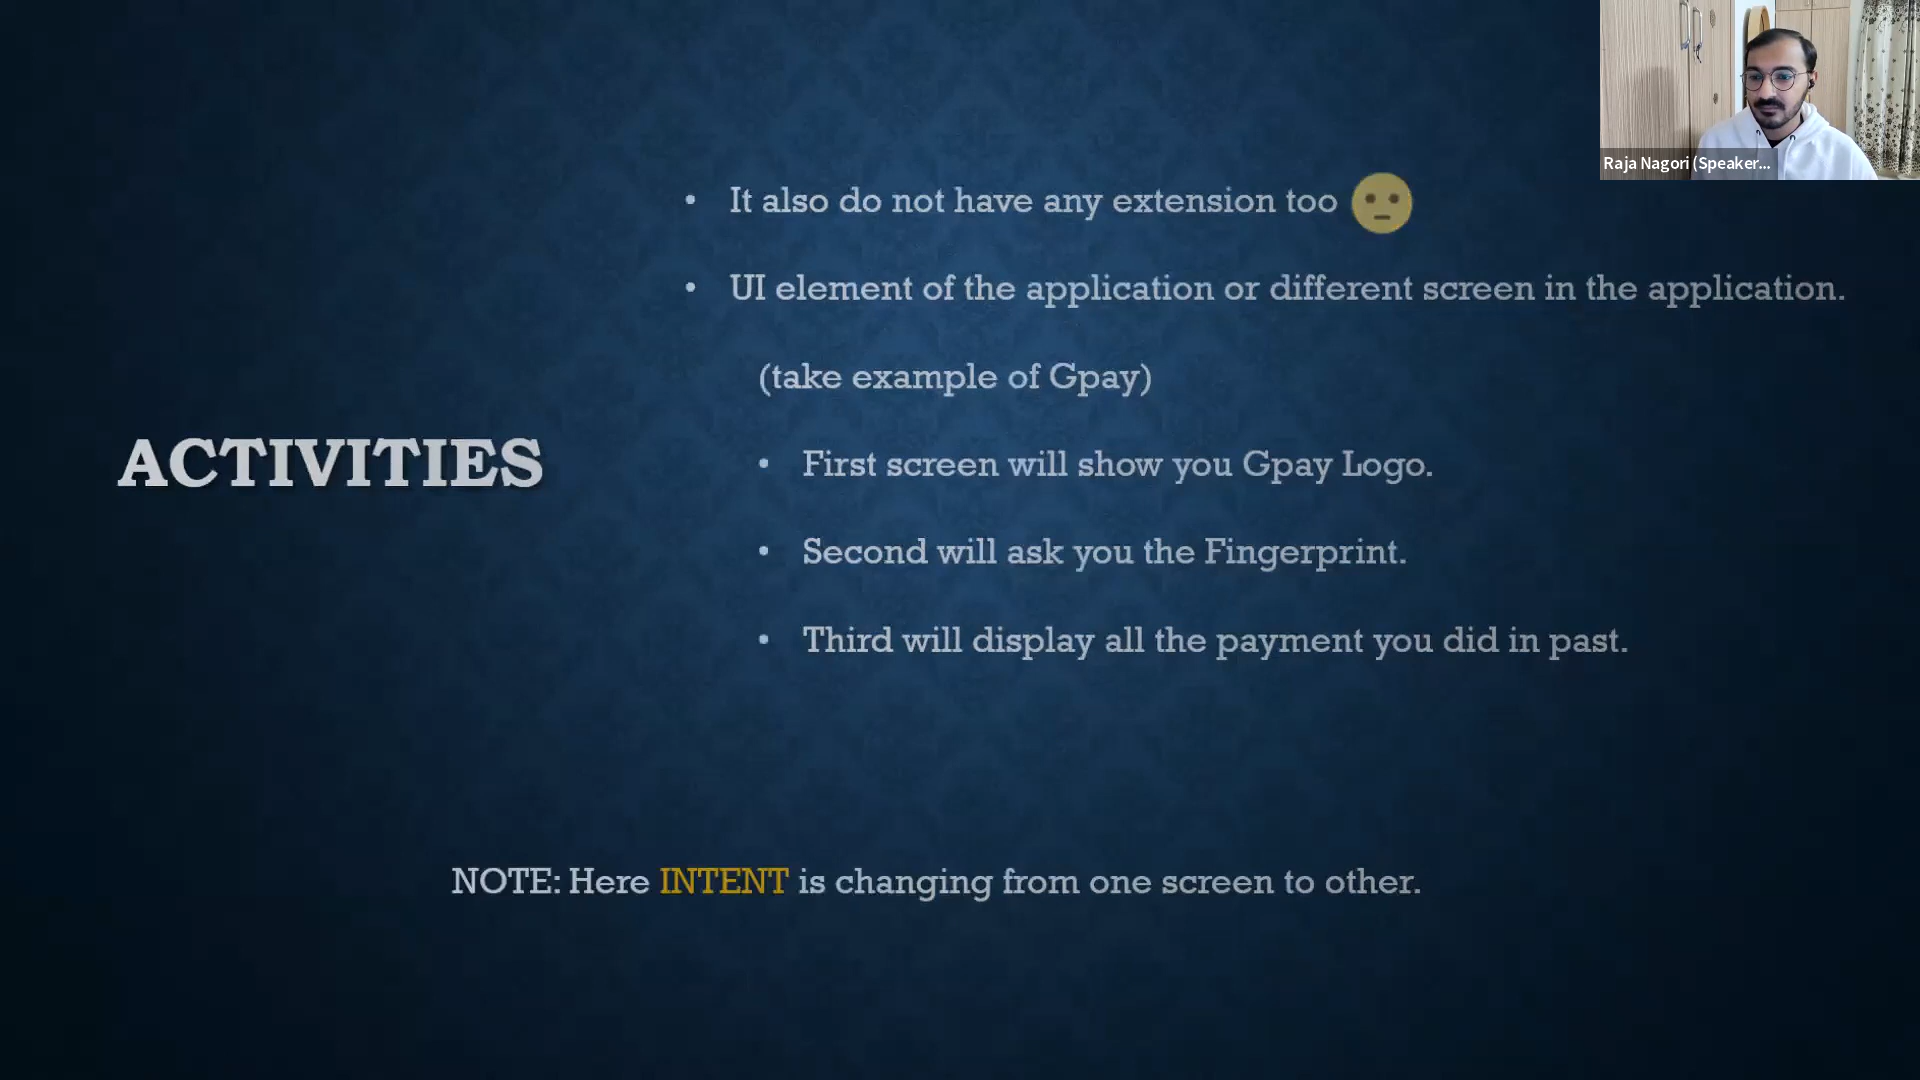 Raja Nagori (Speaker...
• It also do not have any extension too
• UI element of the application or different screen in the application.
(take example of Gpay)
ACTIVITIES
• First screen will show you Gpay Logo.
• Second will ask you the Fingerprint.
• Third will display all the payment you did in past.
NOTE: Here INTENT is changing from one screen to other.